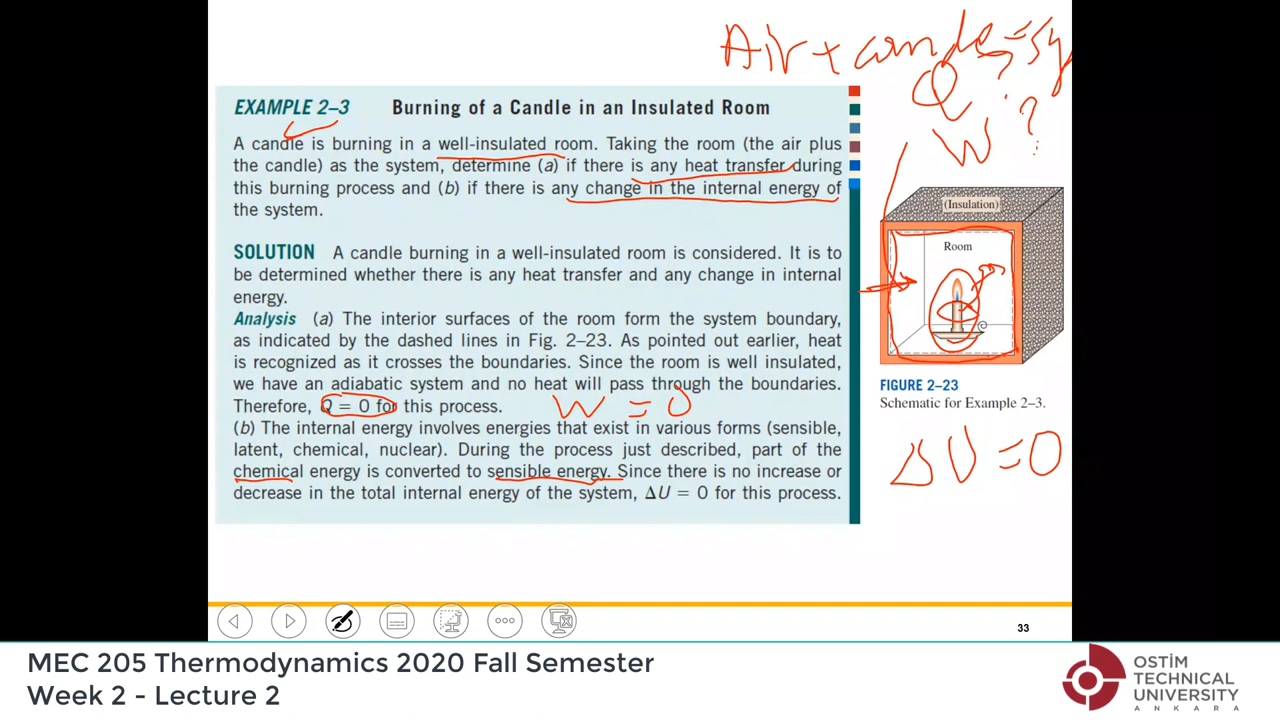 Air + candle = Sy
Q ?
W ?
EXAMPLE 2–3 Burning of a Candle in an Insulated Room
A candle is burning in a well-insulated room. Taking the room (the air plus
the candle) as the system, determine (a) if there is any heat transfer during
this burning process and (b) if there is any change in the internal energy of
the system.
SOLUTION A candle burning in a well-insulated room is considered. It is to
be determined whether there is any heat transfer and any change in internal
energy.
Analysis (a) The interior surfaces of the room form the system boundary,
as indicated by the dashed lines in Fig. 2–23. As pointed out earlier, heat
is recognized as it crosses the boundaries. Since the room is well insulated,
we have an adiabatic system and no heat will pass through the boundaries.
Therefore, Q = 0 for this process.
W = 0
(b) The internal energy involves energies that exist in various forms (sensible,
latent, chemical, nuclear). During the process just described, part of the
chemical energy is converted to sensible energy. Since there is no increase or
decrease in the total internal energy of the system, ΔU = 0 for this process.
(Insulation)
Room
FIGURE 2–23
Schematic for Example 2–3.
ΔU = 0
33
MEC 205 Thermodynamics 2020 Fall Semester
Week 2 - Lecture 2
OSTİM
TECHNICAL
UNIVERSITY
ANKARA